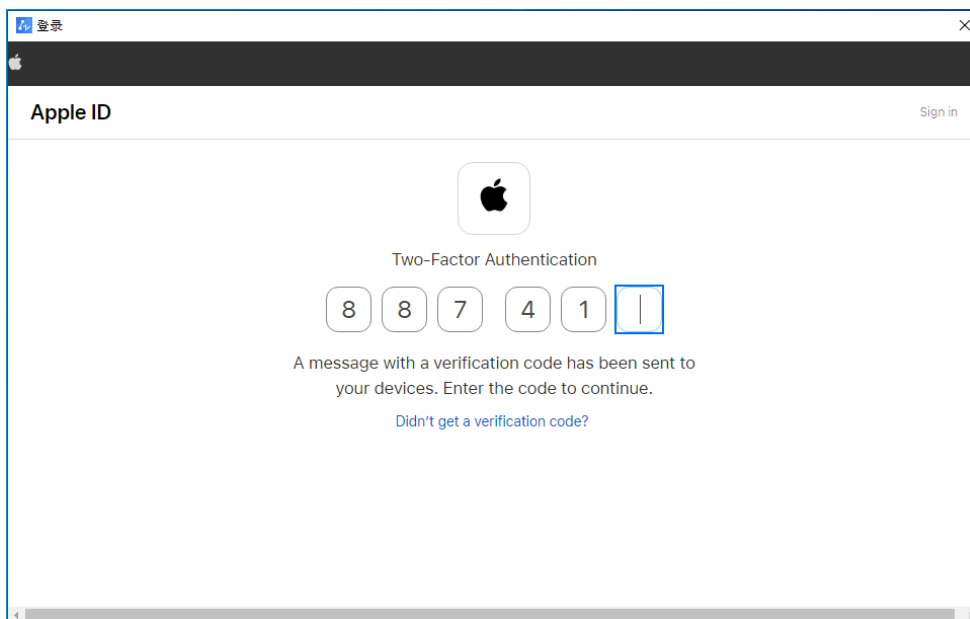 登录
Apple ID
Sign in
Two-Factor Authentication
8 8 7 4 1
A message with a verification code has been sent to
your devices. Enter the code to continue.
Didn't get a verification code?